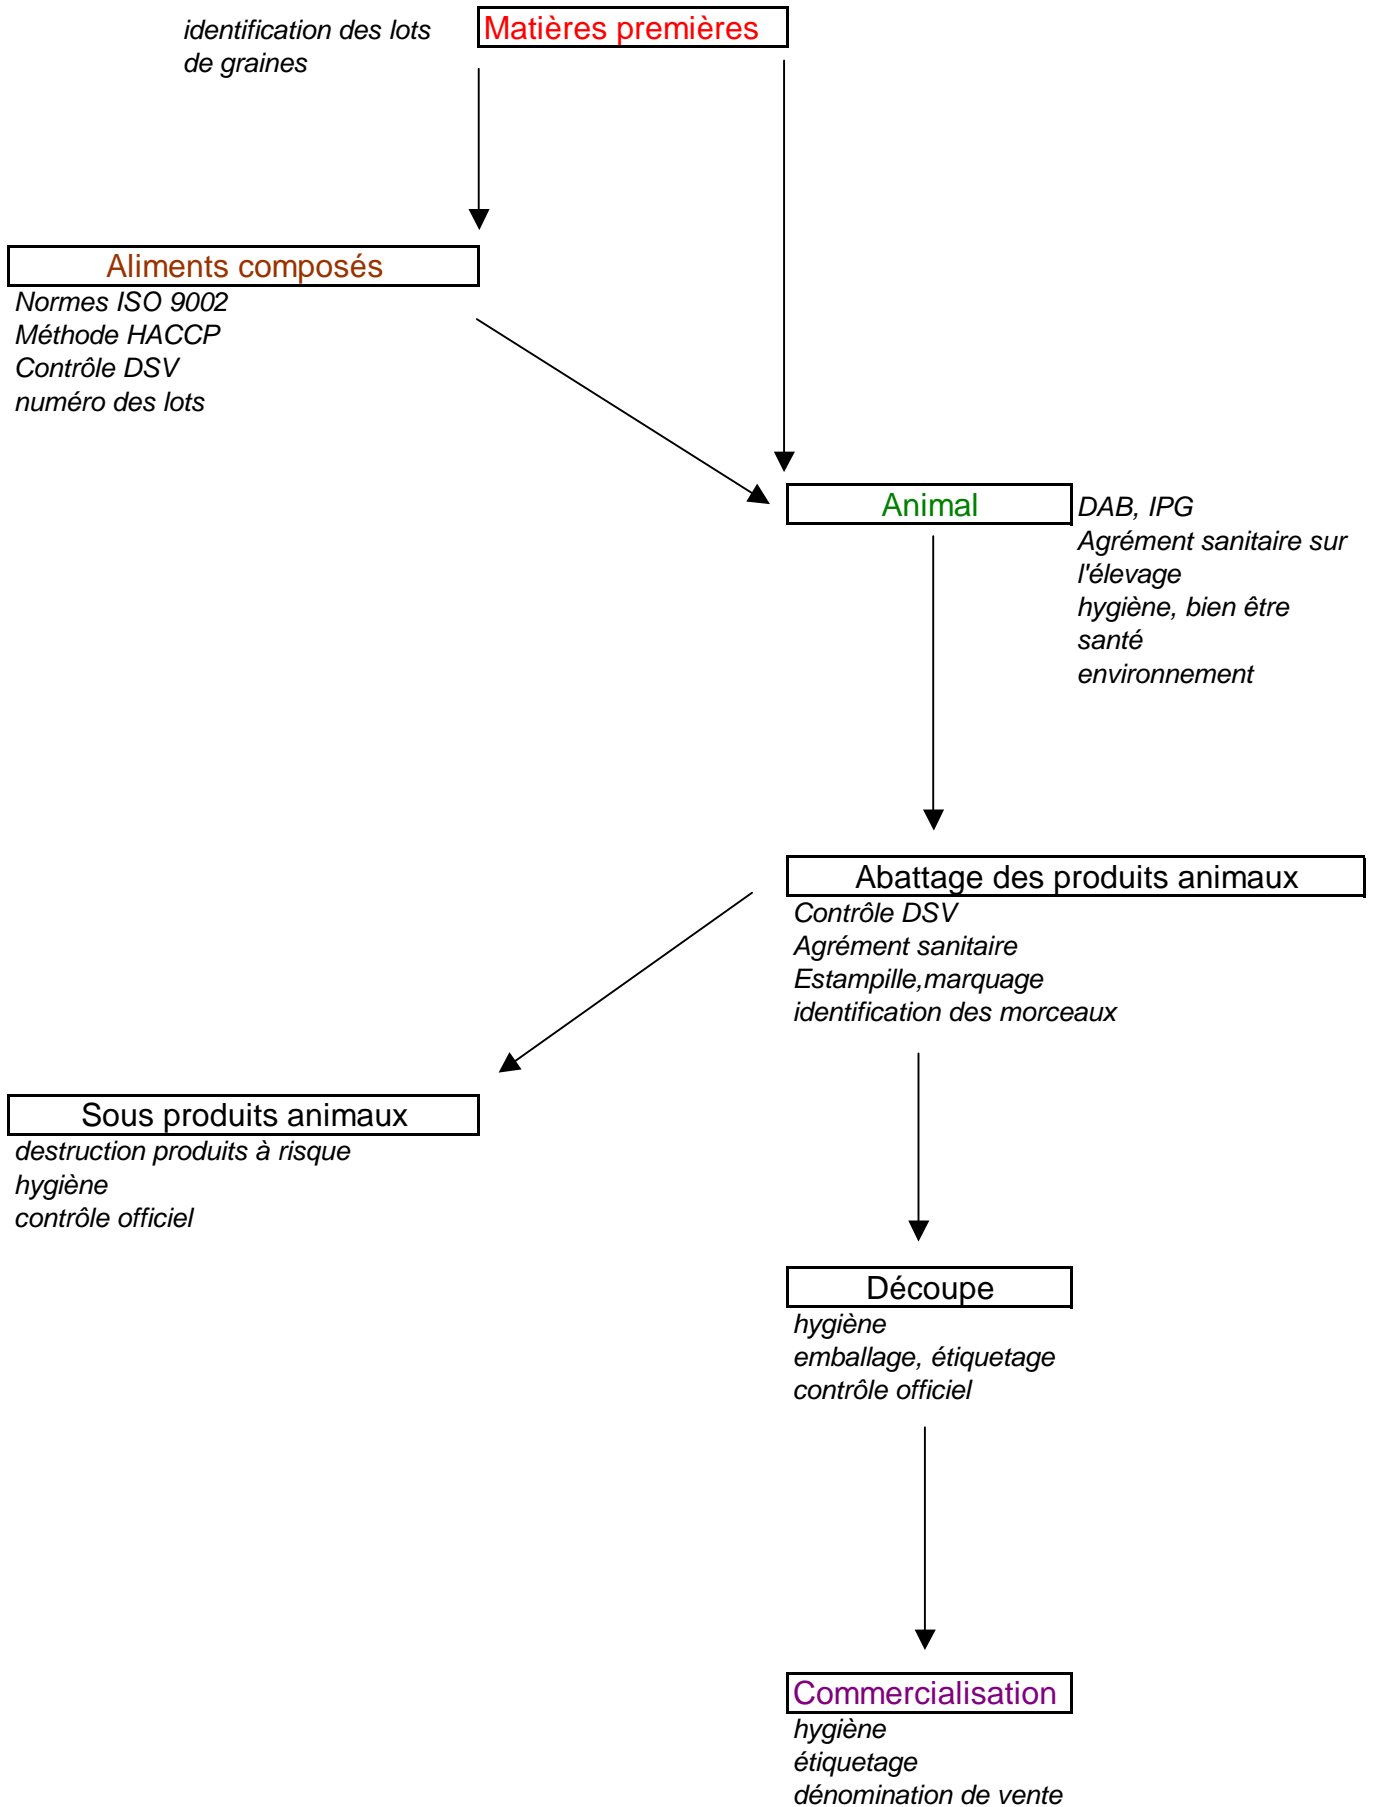 identification des lots
de graines
Matières premières
Aliments composés
Normes ISO 9002
Méthode HACCP
Contrôle DSV
numéro des lots
Animal
DAB, IPG
Agrément sanitaire sur
l'élevage
hygiène, bien être
santé
environnement
Abattage des produits animaux
Contrôle DSV
Agrément sanitaire
Estampille,marquage
identification des morceaux
Sous produits animaux
destruction produits à risque
hygiène
contrôle officiel
Découpe
hygiène
emballage, étiquetage
contrôle officiel
Commercialisation
hygiène
étiquetage
dénomination de vente